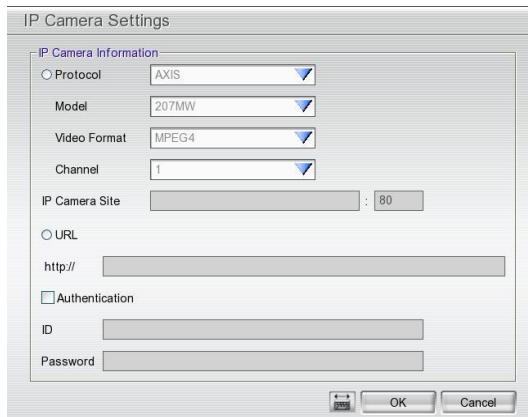 IP Camera Settings
IP Camera Information
Protocol AXIS
Model 207MW
Video Format MPEG4
Channel 1
IP Camera Site : 80
URL
http://
Authentication
ID
Password
OK Cancel